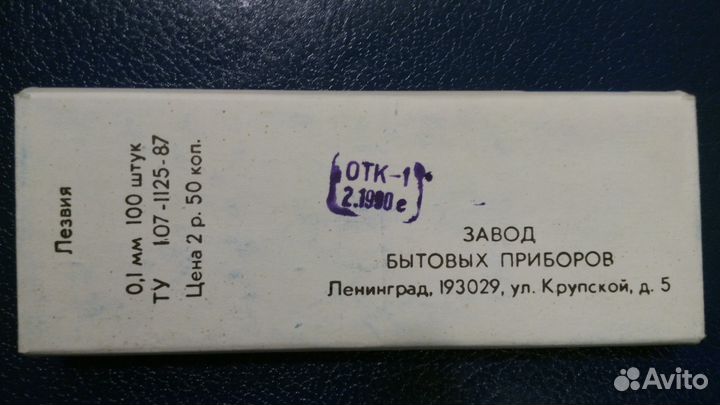 Лезвия
0,1 мм 100 штук
ТУ 107-1125-87
Цена 2 р. 50 коп.
ОТК-1
2.1990 г
ЗАВОД
БЫТОВЫХ ПРИБОРОВ
Ленинград, 193029, ул. Крупской, д. 5
Avito